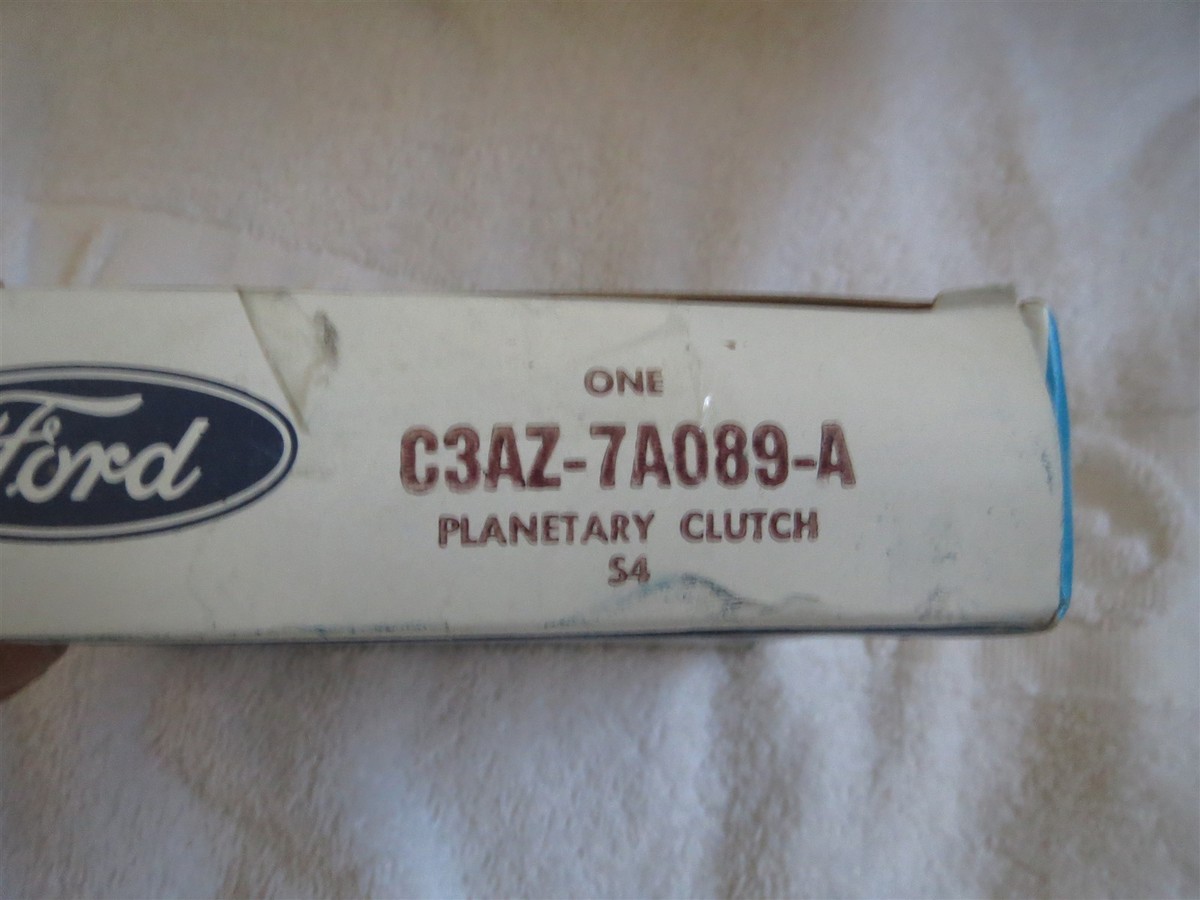 Ford
ONE
C3AZ-7A089-A
PLANETARY CLUTCH
S4